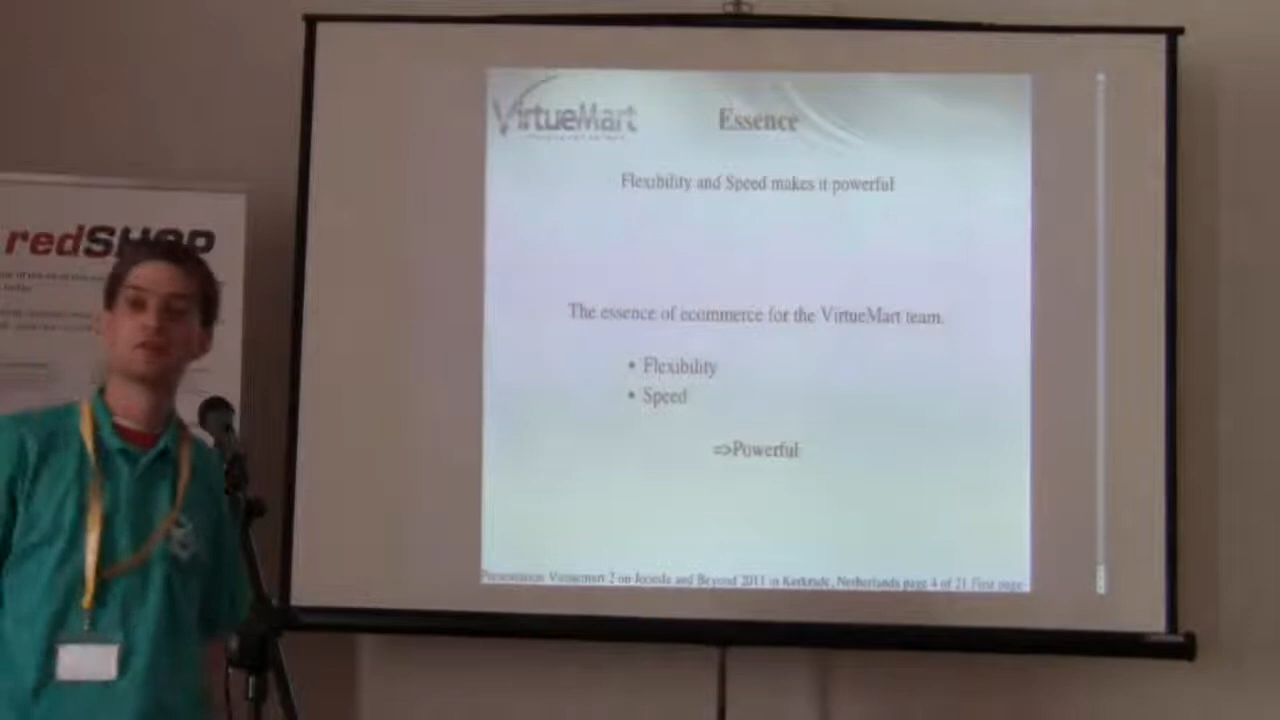 redSHOP
VirtueMart
Essence
Flexibility and Speed makes it powerful
The essence of ecommerce for the VirtueMart team.
• Flexibility
• Speed
=>Powerful
Presentation Virtuemart 2 on Joomla and Beyond 2011 in Kerkrade, Netherlands page 4 of 21 First page